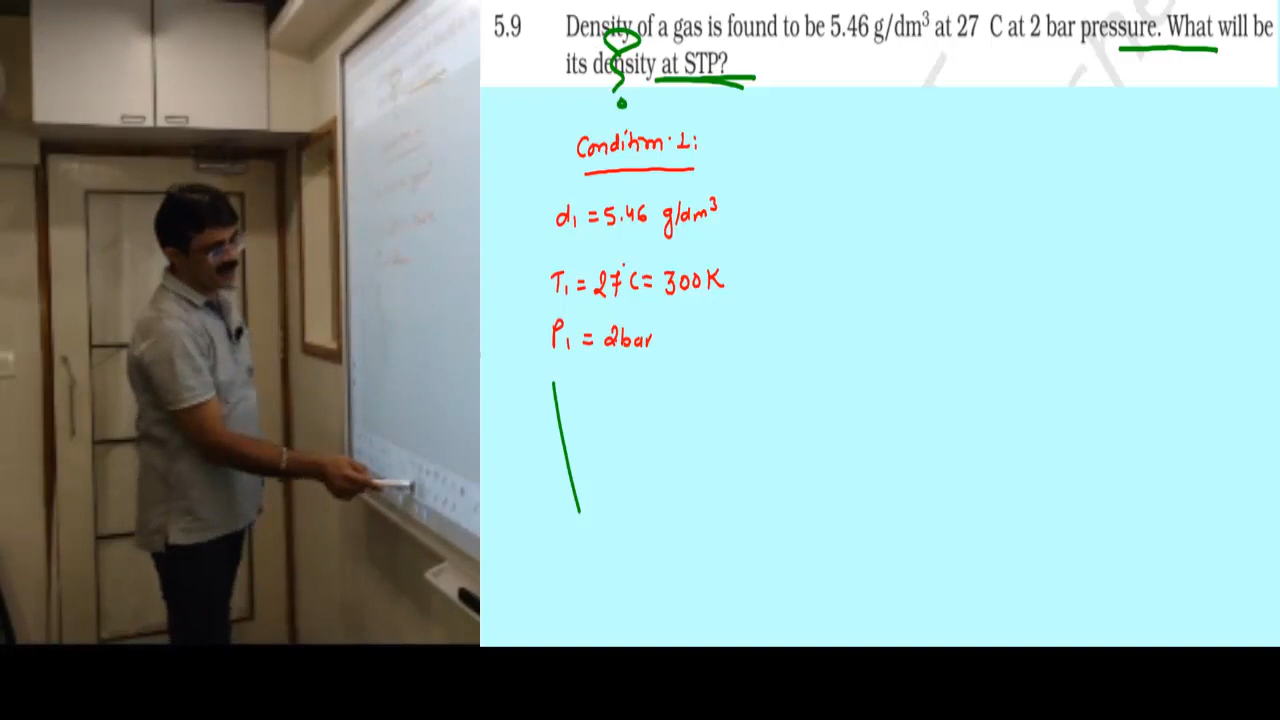 5.9 Density of a gas is found to be 5.46 g/dm³ at 27 C at 2 bar pressure. What will be
its density at STP?
Condition-1:
d₁ = 5.46 g/dm³
T₁ = 27°C = 300K
P₁ = 2bar